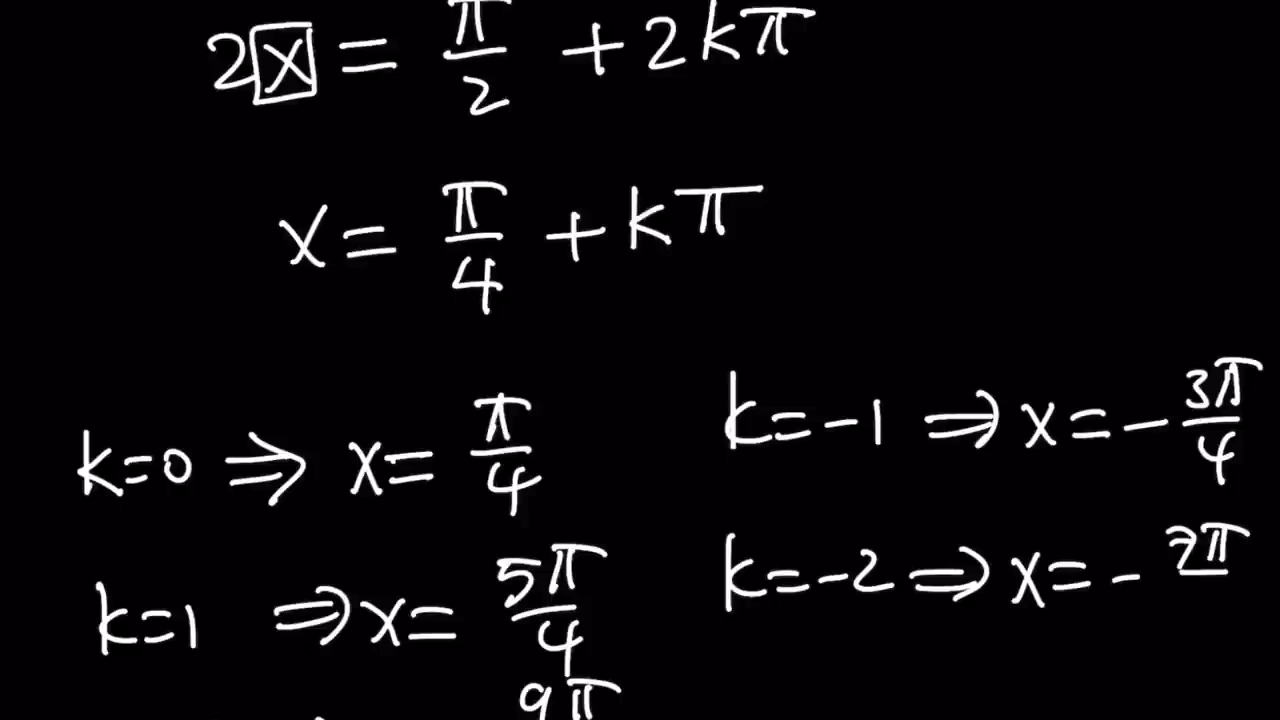 2x = π/2 + 2kπ
x = π/4 + kπ
k=0 ⇒ x= π/4
k=1 ⇒ x= 5π/4
9π
k=-1 ⇒ x= - 3π/4
k=-2 ⇒ x= - 7π